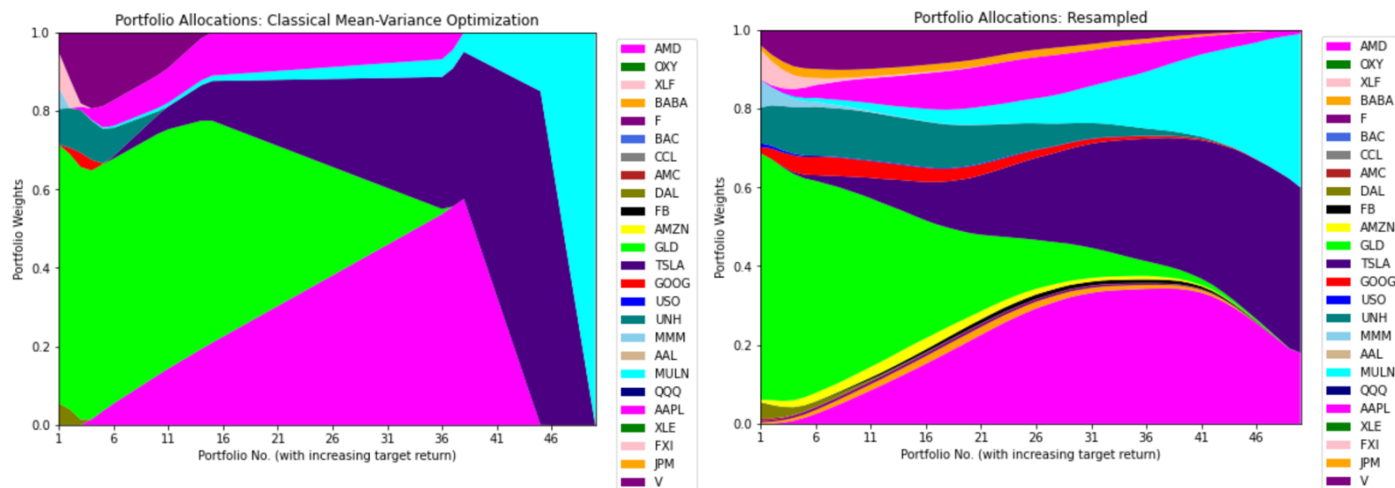 Portfolio Allocations: Classical Mean-Variance Optimization
Portfolio Weights
1.0
0.8
0.6
0.4
0.2
0.0
1 6 11 16 21 26 31 36 41 46
Portfolio No. (with increasing target return)
AMD
OXY
XLF
BABA
F
BAC
CCL
AMC
DAL
FB
AMZN
GLD
TSLA
GOOG
USO
UNH
MMM
AAL
MULN
QQQ
AAPL
XLE
FXI
JPM
V
Portfolio Allocations: Resampled
Portfolio Weights
1.0
0.8
0.6
0.4
0.2
0.0
1 6 11 16 21 26 31 36 41 46
Portfolio No. (with increasing target return)
AMD
OXY
XLF
BABA
F
BAC
CCL
AMC
DAL
FB
AMZN
GLD
TSLA
GOOG
USO
UNH
MMM
AAL
MULN
QQQ
AAPL
XLE
FXI
JPM
V